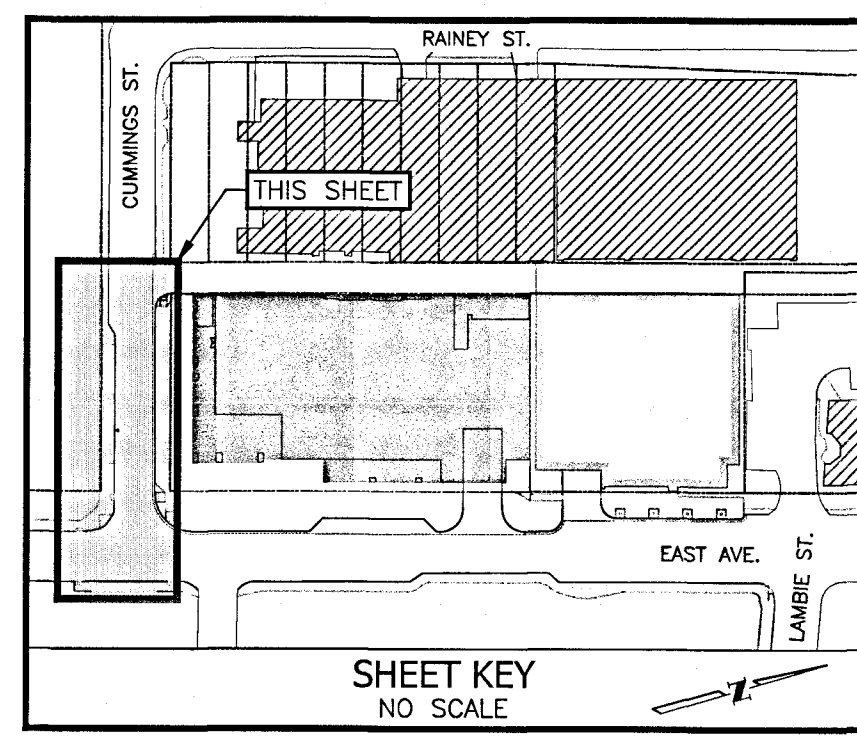 RAINEY ST.
CUMMINGS ST.
THIS SHEET
EAST AVE.
LAMBIE ST.
SHEET KEY
NO SCALE
N